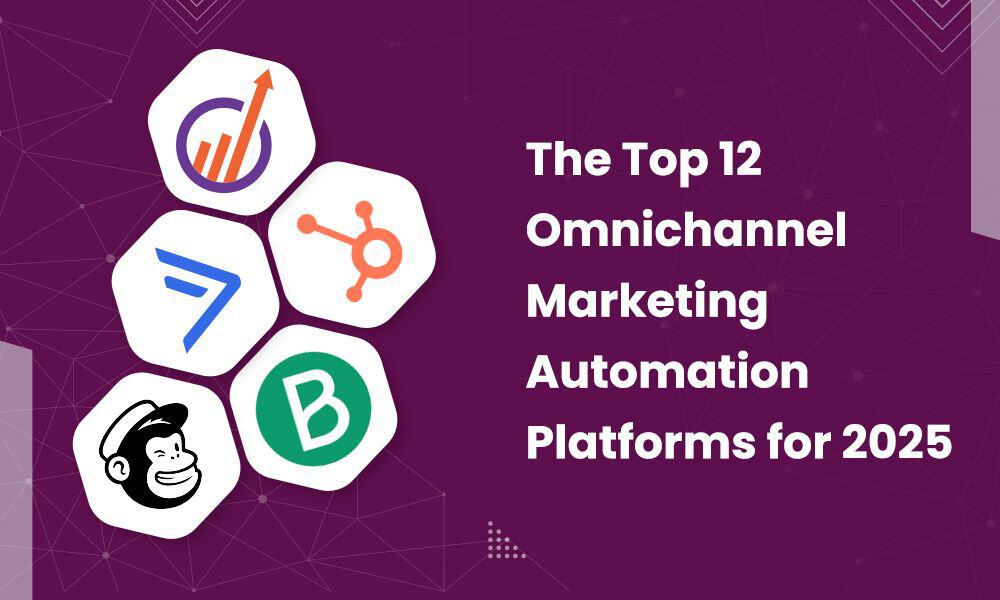 The Top 12
Omnichannel
Marketing
Automation
Platforms for 2025
B